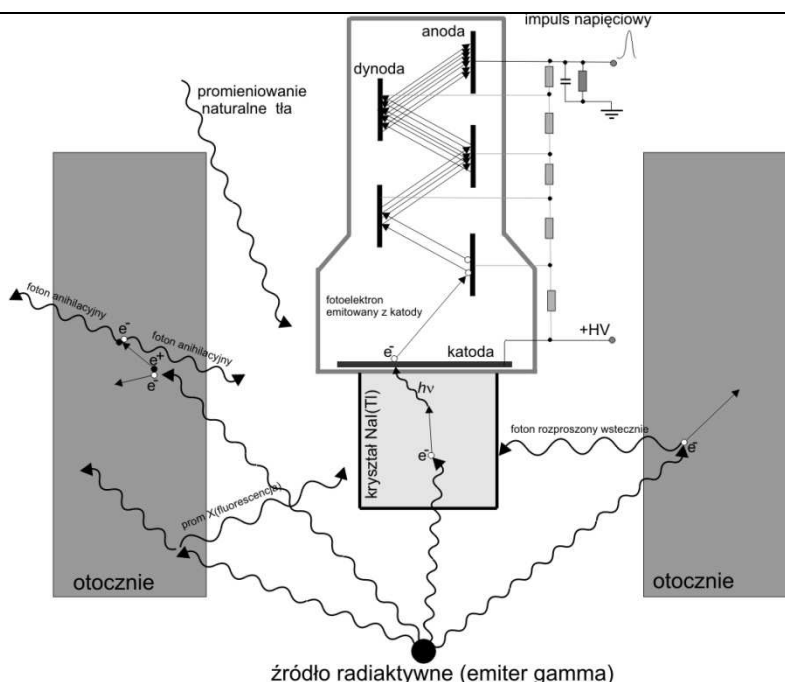 anoda
impuls napięciowy
dynoda
promieniowanie
naturalne tła
fotoelektron
emitowany z katody
+HV
e-
katoda
foton anihilacyjny
e-
foton anihilacyjny
e+
e-
hν
kryształ NaI(Tl)
e-
foton rozproszony wstecznie
e-
prom X(fluorescencja)
otocznie
otocznie
źródło radiaktywne (emiter gamma)